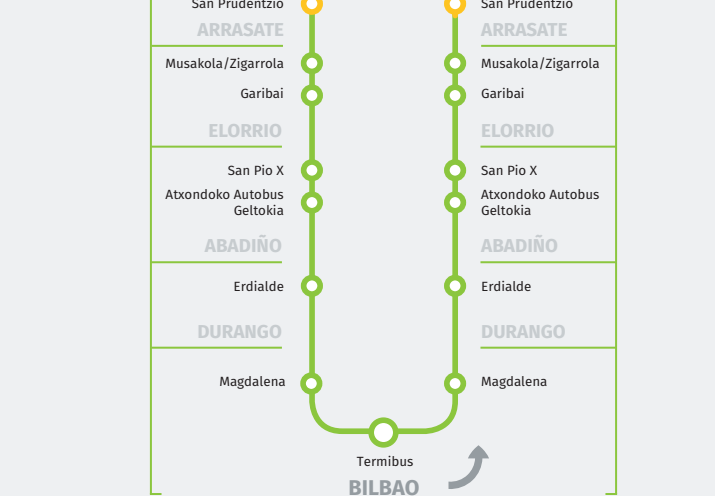 San Prudentzio
San Prudentzio
ARRASATE
ARRASATE
Musakola/Zigarrola
Musakola/Zigarrola
Garibai
Garibai
ELORRIO
ELORRIO
San Pio X
San Pio X
Atxondoko Autobus
Geltokia
Atxondoko Autobus
Geltokia
ABADIÑO
ABADIÑO
Erdialde
Erdialde
DURANGO
DURANGO
Magdalena
Magdalena
Termibus
BILBAO